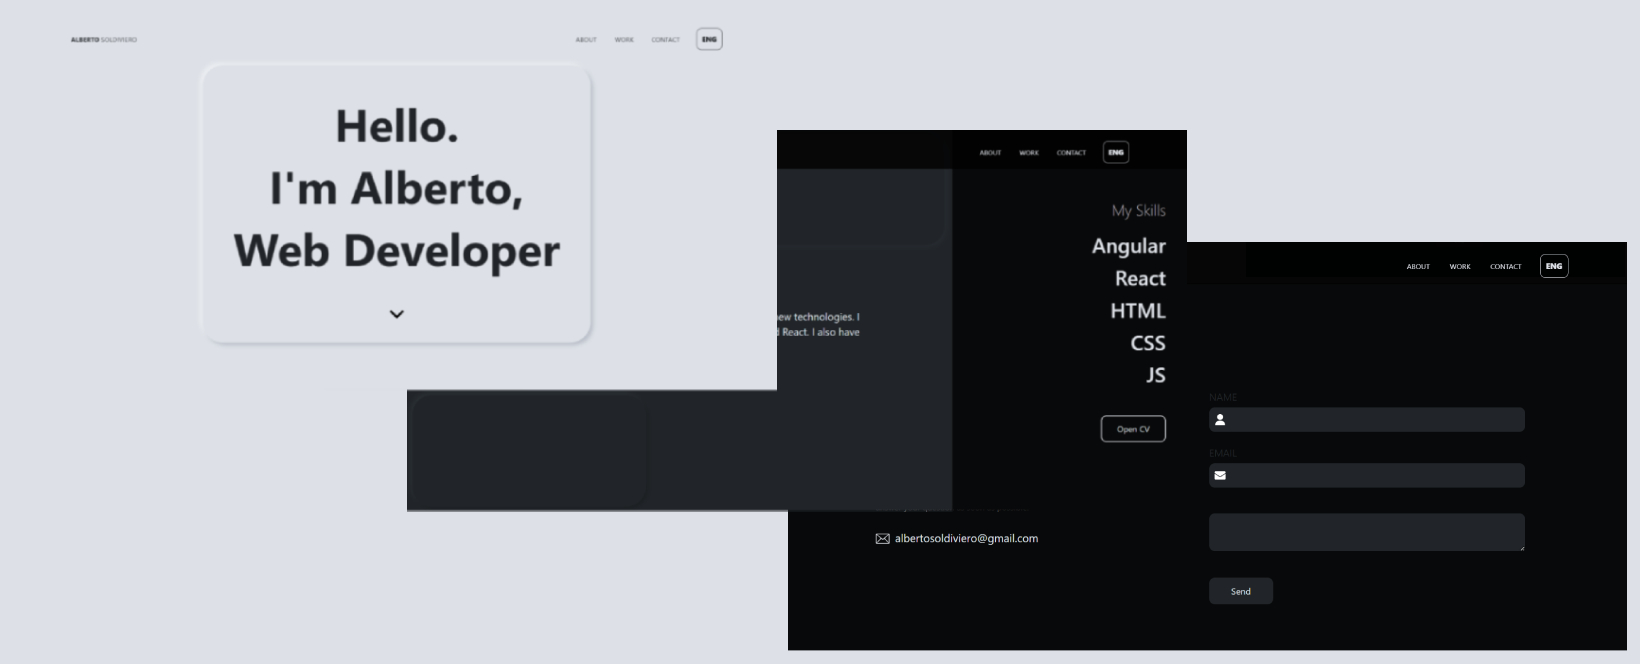 ALBERTO SOLDIVIERO
ABOUT WORK CONTACT ENG
Hello.
I'm Alberto,
Web Developer
ABOUT WORK CONTACT ENG
My Skills
Angular
React
HTML
CSS
JS
Open CV
new technologies. I
React. I also have
ABOUT WORK CONTACT ENG
NAME
EMAIL
Send
albertosoldiviero@gmail.com